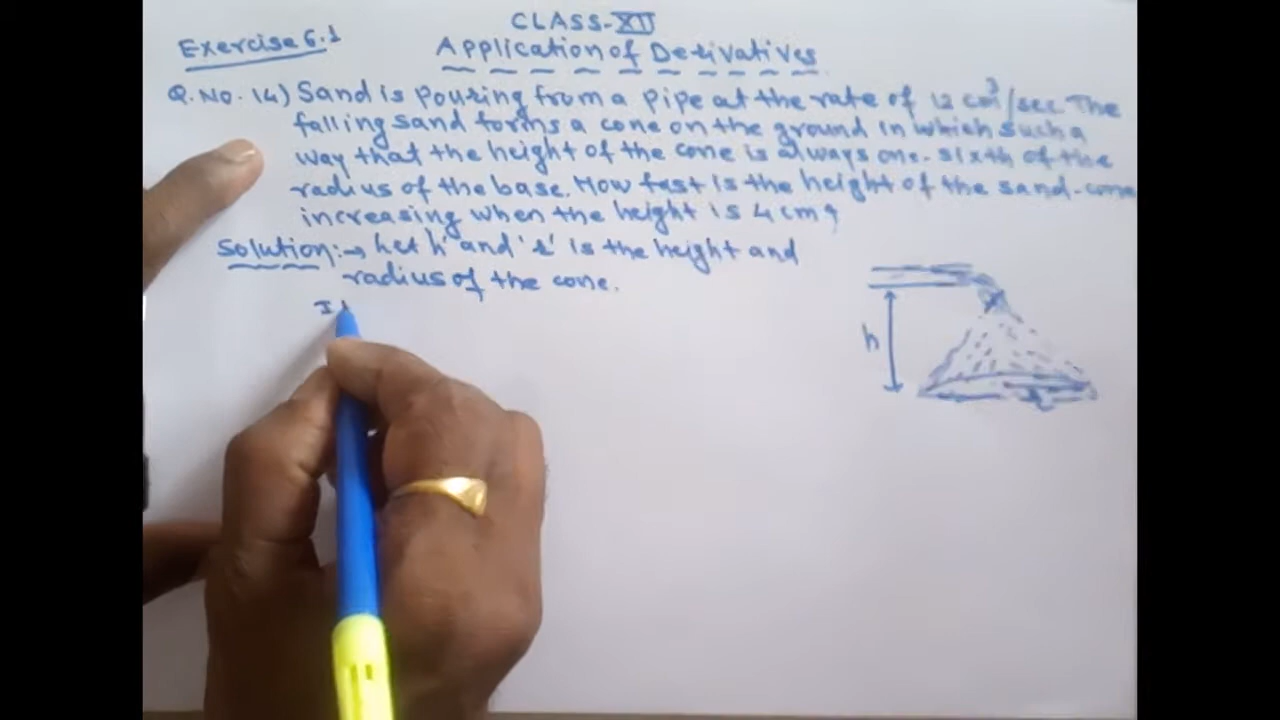 CLASS-XII
Exercise 6.1
Application of Derivatives
Q.No. 14) Sand is pouring from a pipe at the rate of 12 cm³/sec. The
falling sand forms a cone on the ground in which such a
way that the height of the cone is always one-sixth of the
radius of the base. How fast is the height of the sand-cone
increasing when the height is 4 cm?
Solution:→ Let 'h' and 'r' is the height and
radius of the cone.
h
r